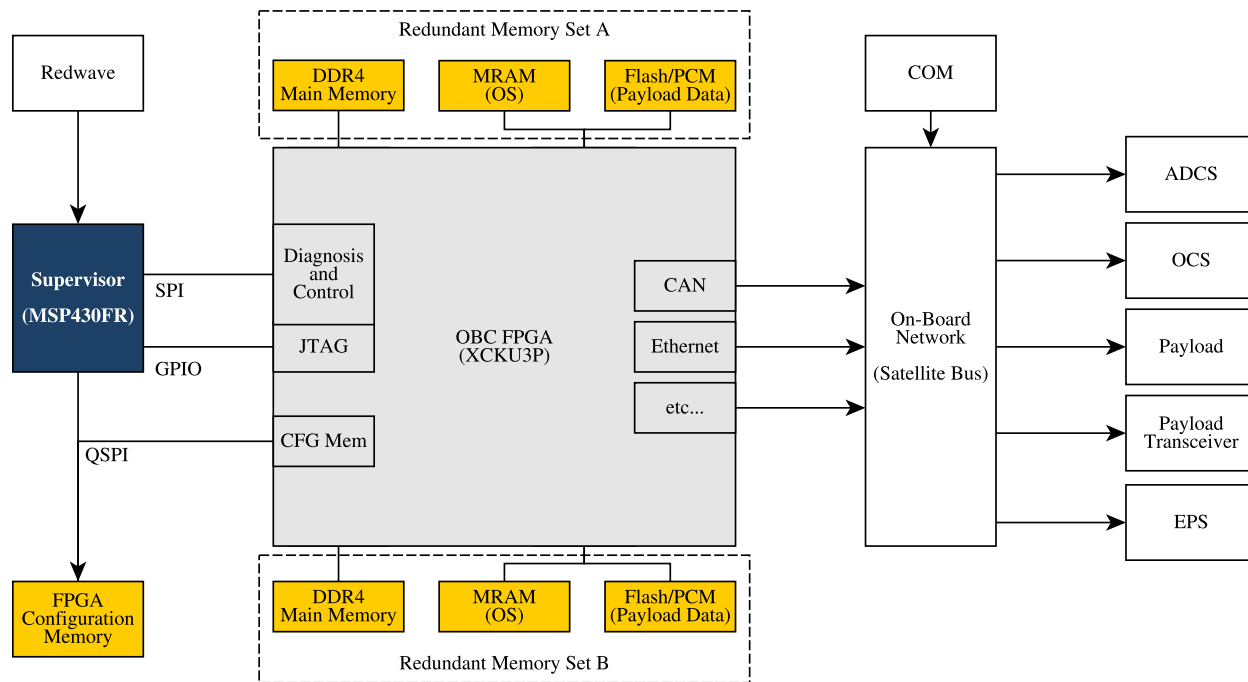 Redundant Memory Set A
Redwave
DDR4
Main Memory
MRAM
(OS)
Flash/PCM
(Payload Data)
COM
Supervisor
(MSP430FR)
SPI
GPIO
QSPI
Diagnosis
and
Control
JTAG
CFG Mem
OBC FPGA
(XCKU3P)
CAN
Ethernet
etc...
On-Board
Network
(Satellite Bus)
ADCS
OCS
Payload
Payload
Transceiver
EPS
FPGA
Configuration
Memory
DDR4
Main Memory
MRAM
(OS)
Flash/PCM
(Payload Data)
Redundant Memory Set B